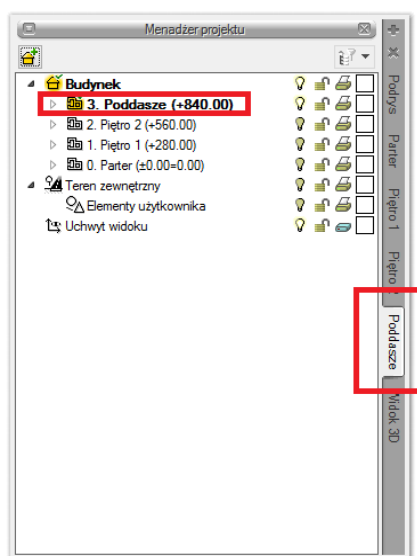 Menadżer projektu
Budynek
3. Poddasze (+840.00)
2. Piętro 2 (+560.00)
1. Piętro 1 (+280.00)
0. Parter (±0.00=0.00)
Teren zewnętrzny
Elementy użytkownika
Uchwyt widoku
Podrys
Parter
Piętro 1
Piętro 2
Poddasze
Widok 3D